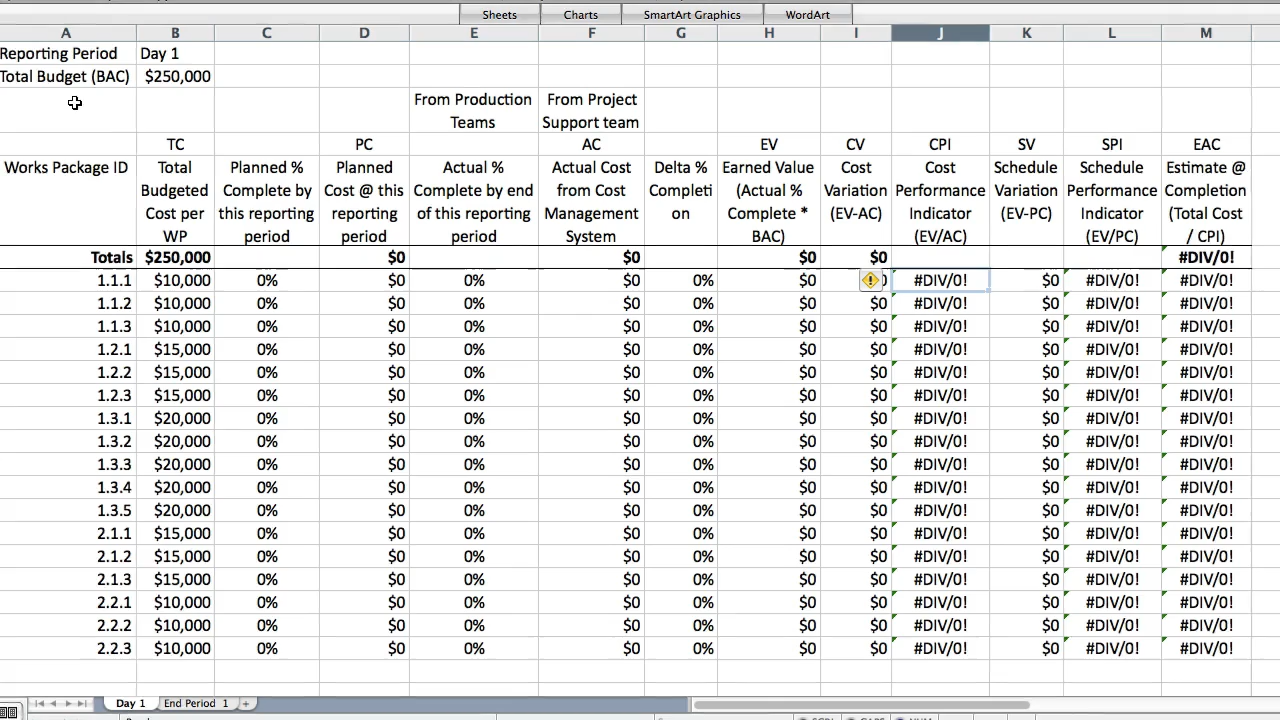 Sheets Charts SmartArt Graphics WordArt
A B C D E F G H I J K L M
Reporting Period Day 1
Total Budget (BAC) $250,000
From Production From Project
Teams Support team
TC PC AC EV CV CPI SV SPI EAC
Works Package ID Total Planned % Planned Actual % Actual Cost Delta % Earned Value Cost Cost Schedule Schedule Estimate @
Budgeted Complete by Cost @ this Complete by end from Cost Completi (Actual % Variation Performance Variation Performance Completion
Cost per this reporting reporting of this reporting Management on Complete * (EV-AC) Indicator (EV-PC) Indicator (Total Cost
WP period period period System BAC) (EV/AC) (EV/PC) / CPI)
Totals $250,000 $0 $0 $0 $0 #DIV/0!
1.1.1 $10,000 0% $0 0% $0 0% $0 #DIV/0! $0 #DIV/0! #DIV/0!
1.1.2 $10,000 0% $0 0% $0 0% $0 $0 #DIV/0! $0 #DIV/0! #DIV/0!
1.1.3 $10,000 0% $0 0% $0 0% $0 $0 #DIV/0! $0 #DIV/0! #DIV/0!
1.2.1 $15,000 0% $0 0% $0 0% $0 $0 #DIV/0! $0 #DIV/0! #DIV/0!
1.2.2 $15,000 0% $0 0% $0 0% $0 $0 #DIV/0! $0 #DIV/0! #DIV/0!
1.2.3 $15,000 0% $0 0% $0 0% $0 $0 #DIV/0! $0 #DIV/0! #DIV/0!
1.3.1 $20,000 0% $0 0% $0 0% $0 $0 #DIV/0! $0 #DIV/0! #DIV/0!
1.3.2 $20,000 0% $0 0% $0 0% $0 $0 #DIV/0! $0 #DIV/0! #DIV/0!
1.3.3 $20,000 0% $0 0% $0 0% $0 $0 #DIV/0! $0 #DIV/0! #DIV/0!
1.3.4 $20,000 0% $0 0% $0 0% $0 $0 #DIV/0! $0 #DIV/0! #DIV/0!
1.3.5 $20,000 0% $0 0% $0 0% $0 $0 #DIV/0! $0 #DIV/0! #DIV/0!
2.1.1 $15,000 0% $0 0% $0 0% $0 $0 #DIV/0! $0 #DIV/0! #DIV/0!
2.1.2 $15,000 0% $0 0% $0 0% $0 $0 #DIV/0! $0 #DIV/0! #DIV/0!
2.1.3 $15,000 0% $0 0% $0 0% $0 $0 #DIV/0! $0 #DIV/0! #DIV/0!
2.2.1 $10,000 0% $0 0% $0 0% $0 $0 #DIV/0! $0 #DIV/0! #DIV/0!
2.2.2 $10,000 0% $0 0% $0 0% $0 $0 #DIV/0! $0 #DIV/0! #DIV/0!
2.2.3 $10,000 0% $0 0% $0 0% $0 $0 #DIV/0! $0 #DIV/0! #DIV/0!
Day 1 End Period 1 +